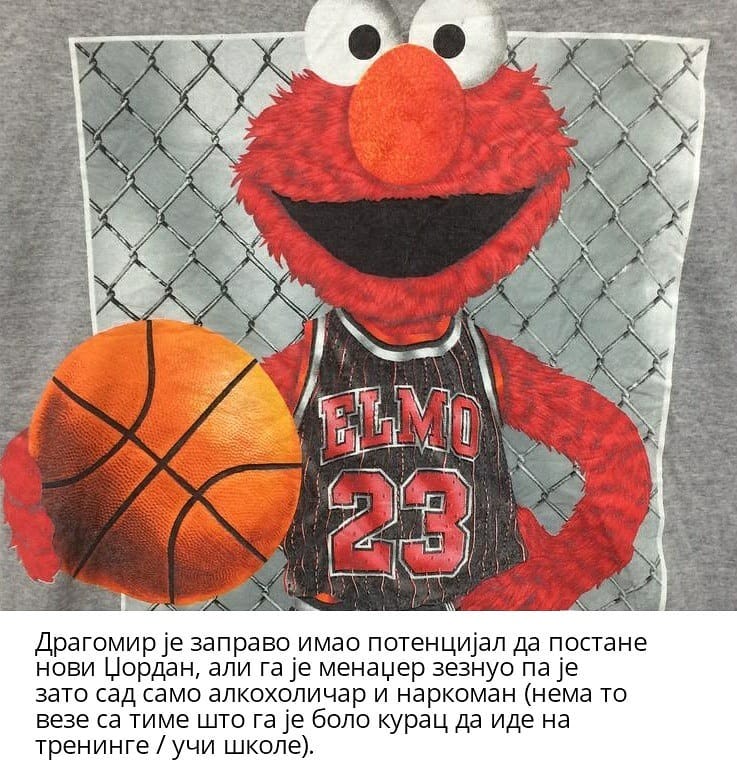 ELMO
23
Драгомир је заправо имао потенцијал да постане
нови Џордан, али га је менаџер зезнуо па је
зато сад само алкохоличар и наркоман (нема то
везе са тиме што га је боло курац да иде на
тренинге / учи школе).